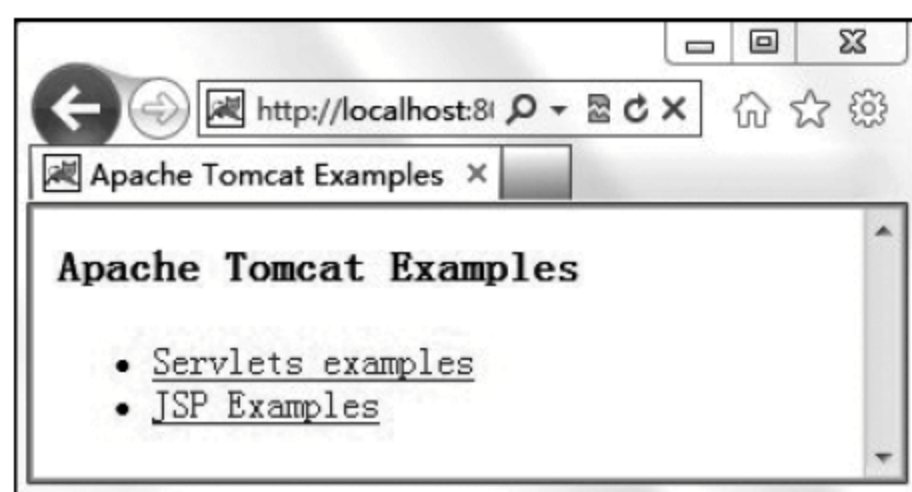 http://localhost:8
Apache Tomcat Examples
Apache Tomcat Examples
Servlets examples
JSP Examples